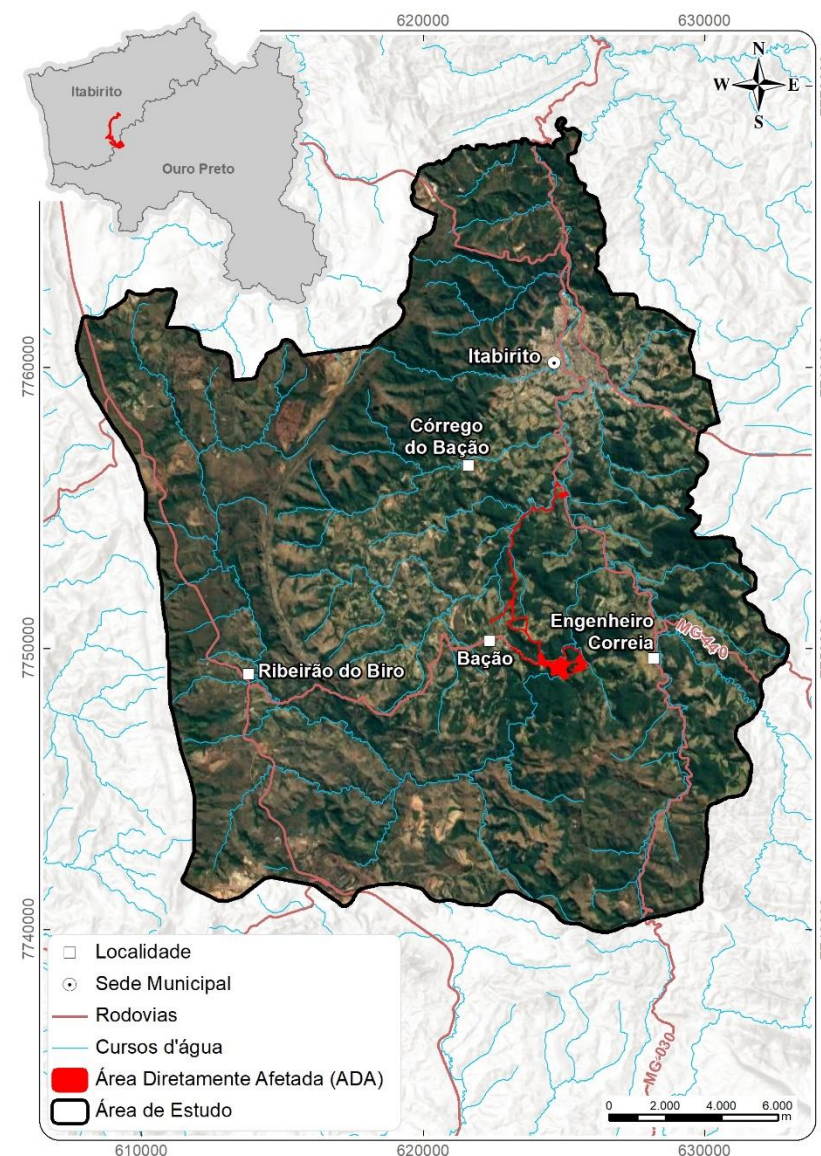 620000
630000
Itabirito
Ouro Preto
N
W
E
S
7760000
Itabirito
Córrego
do Bação
7750000
Engenheiro
Correia
MG-440
Bação
Ribeirão do Biro
7740000
Localidade
Sede Municipal
Rodovias
Cursos d'água
Área Diretamente Afetada (ADA)
Área de Estudo
MG-030
0 2.000 4.000 6.000
m
610000
620000
630000